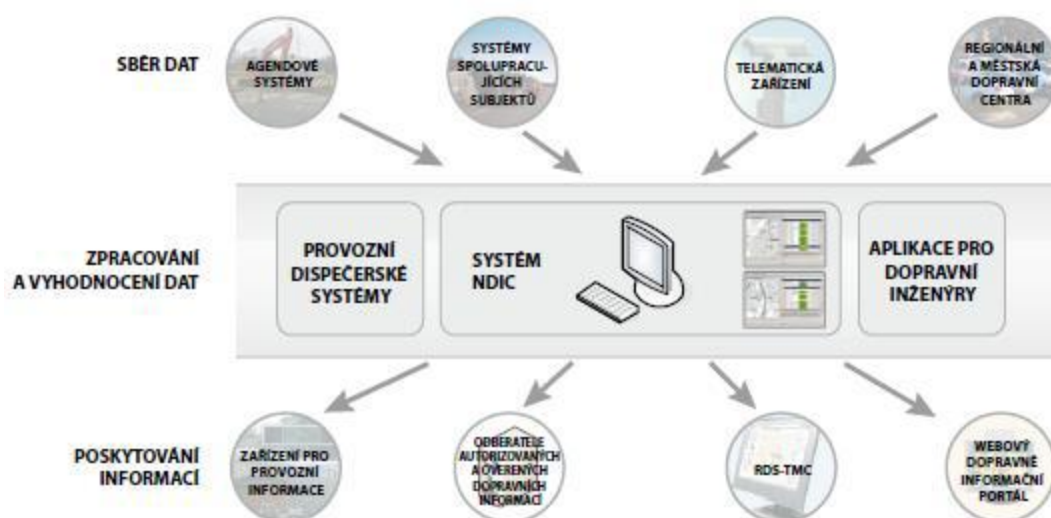 SBĚR DAT
AGENDOVÉ
SYSTÉMY
SYSTÉMY
SPOLUPRACU-
JÍCÍCH
SUBJEKTŮ
TELEMATICKÁ
ZAŘÍZENÍ
REGIONÁLNÍ
A MĚSTSKÁ
DOPRAVNÍ
CENTRA
ZPRACOVÁNÍ
A VYHODNOCENÍ DAT
PROVOZNÍ
DISPEČERSKÉ
SYSTÉMY
SYSTÉM
NDIC
APLIKACE PRO
DOPRAVNÍ
INŽENÝRY
POSKYTOVÁNÍ
INFORMACÍ
ZAŘÍZENÍ PRO
PROVOZNÍ
INFORMACE
ODBERATELE
AUTORIZOVANÝCH
A OVERENÝCH
DOPRAVNÍCH
INFORMACÍ
RDS-TMC
WEBOVÝ
DOPRAVNĚ
INFORMAČNÍ
PORTÁL